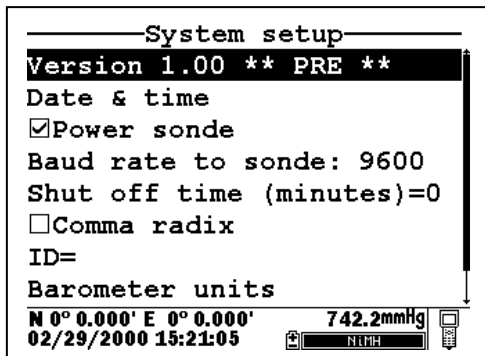 System setup
Version 1.00 ** PRE **
Date & time
☑Power sonde
Baud rate to sonde: 9600
Shut off time (minutes)=0
☐Comma radix
ID=
Barometer units
N 0° 0.000' E 0° 0.000' 742.2mmHg
02/29/2000 15:21:05 NiMH